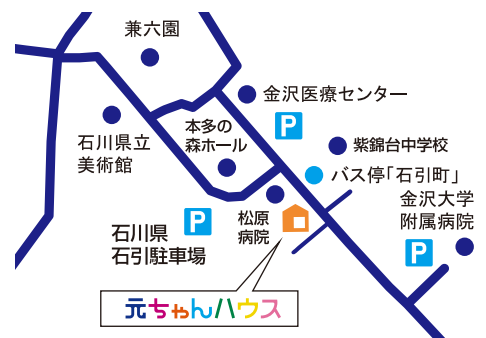 兼六園
金沢医療センター
P
本多の
森ホール
石川県立
美術館
紫錦台中学校
バス停「石引町」
金沢大学
附属病院
P
松原
病院
P
石川県
石引駐車場
元ちゃんハウス